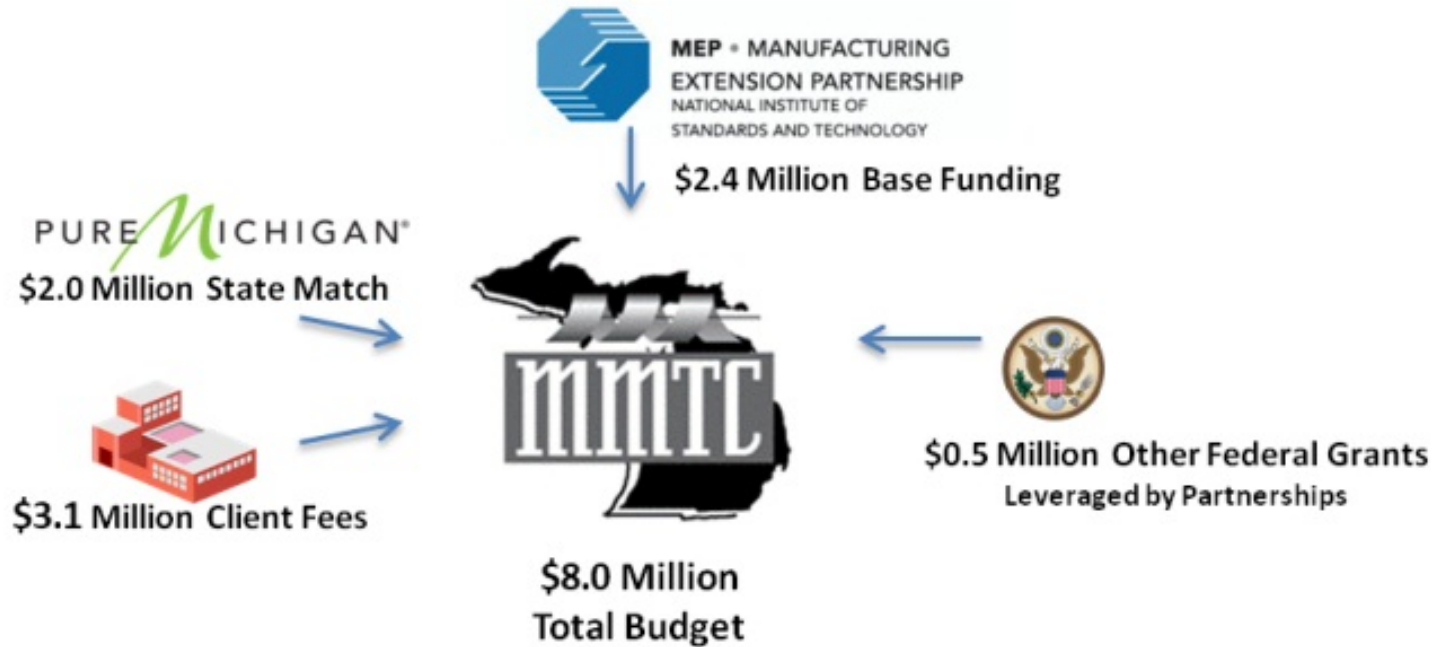 MEP • MANUFACTURING
EXTENSION PARTNERSHIP
NATIONAL INSTITUTE OF
STANDARDS AND TECHNOLOGY
$2.4 Million Base Funding
PURE MICHIGAN®
$2.0 Million State Match
MMTC
$3.1 Million Client Fees
$0.5 Million Other Federal Grants
Leveraged by Partnerships
$8.0 Million
Total Budget